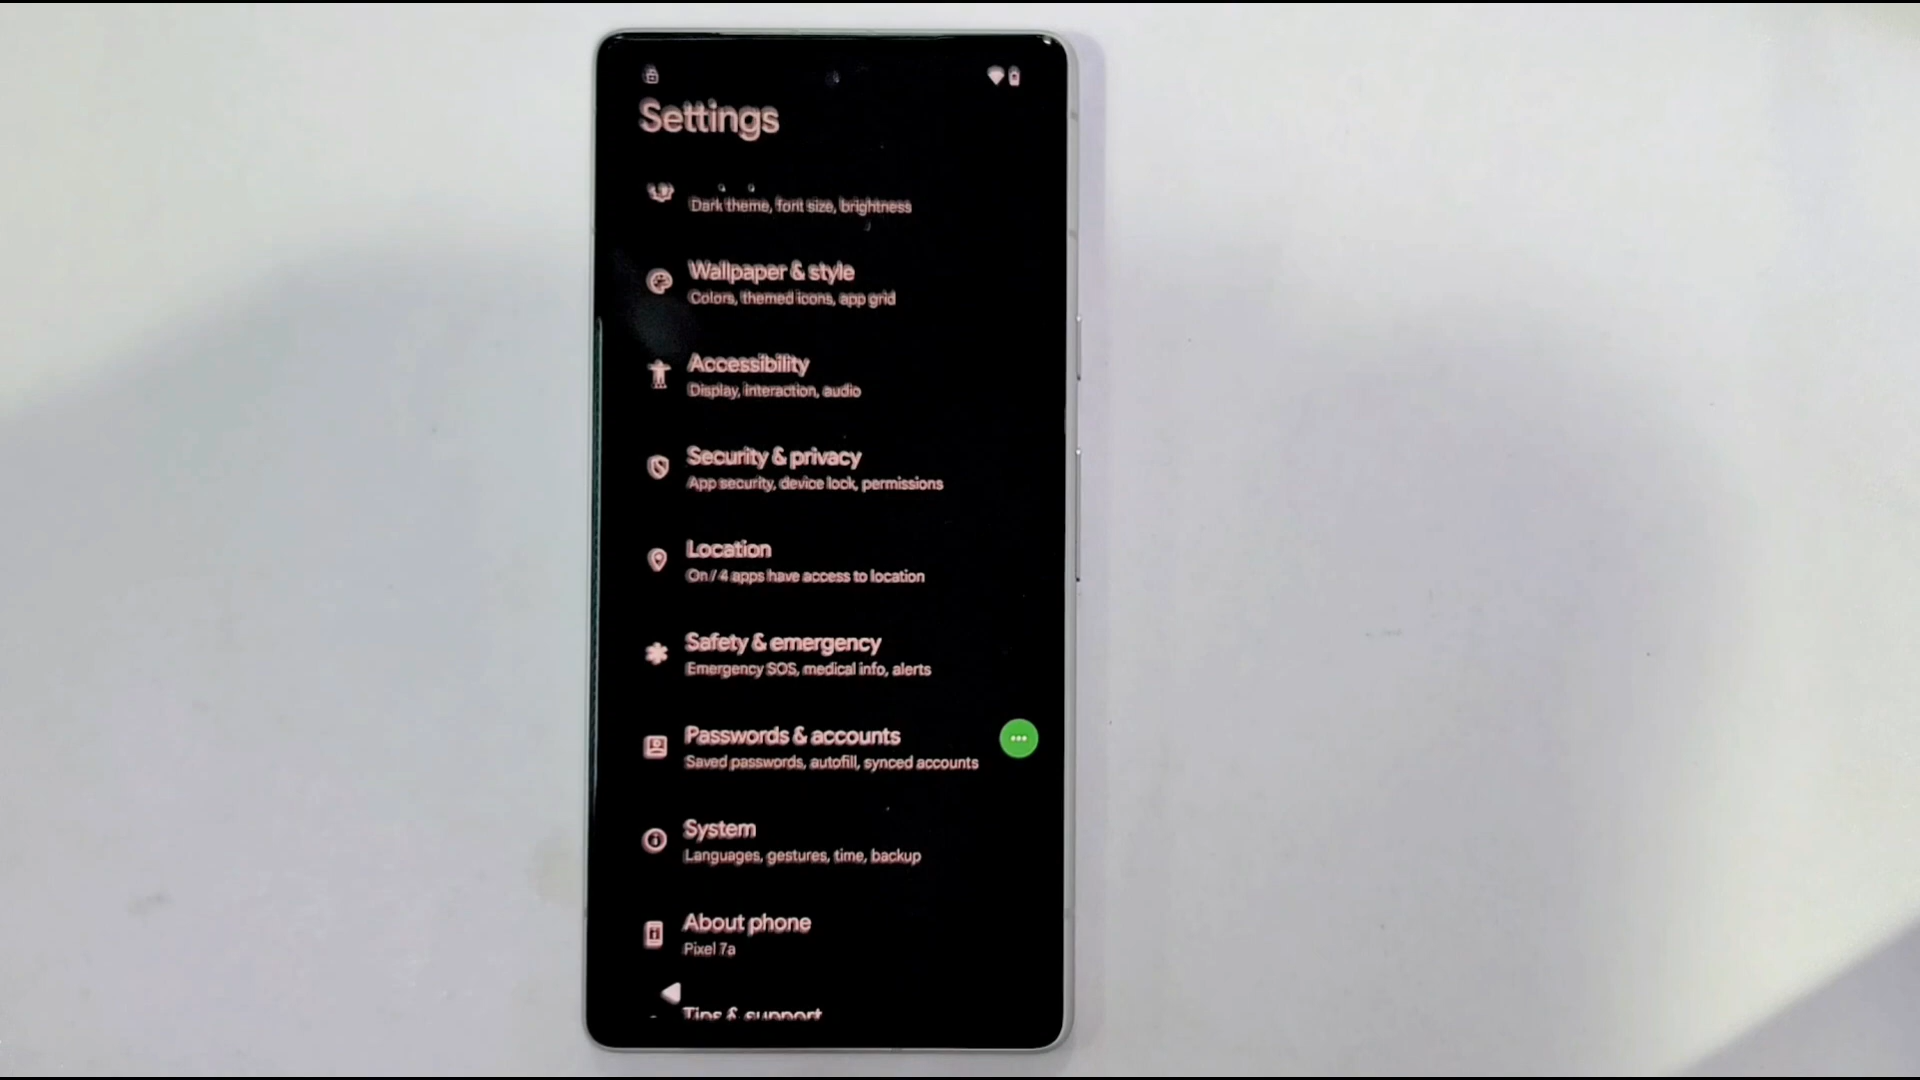 Settings
Dark theme, font size, brightness
Wallpaper & style
Colors, themed icons, app grid
Accessibility
Display, interaction, audio
Security & privacy
App security, device lock, permissions
Location
On / 4 apps have access to location
Safety & emergency
Emergency SOS, medical info, alerts
Passwords & accounts
Saved passwords, autofill, synced accounts
System
Languages, gestures, time, backup
About phone
Pixel 7a
Tips & support